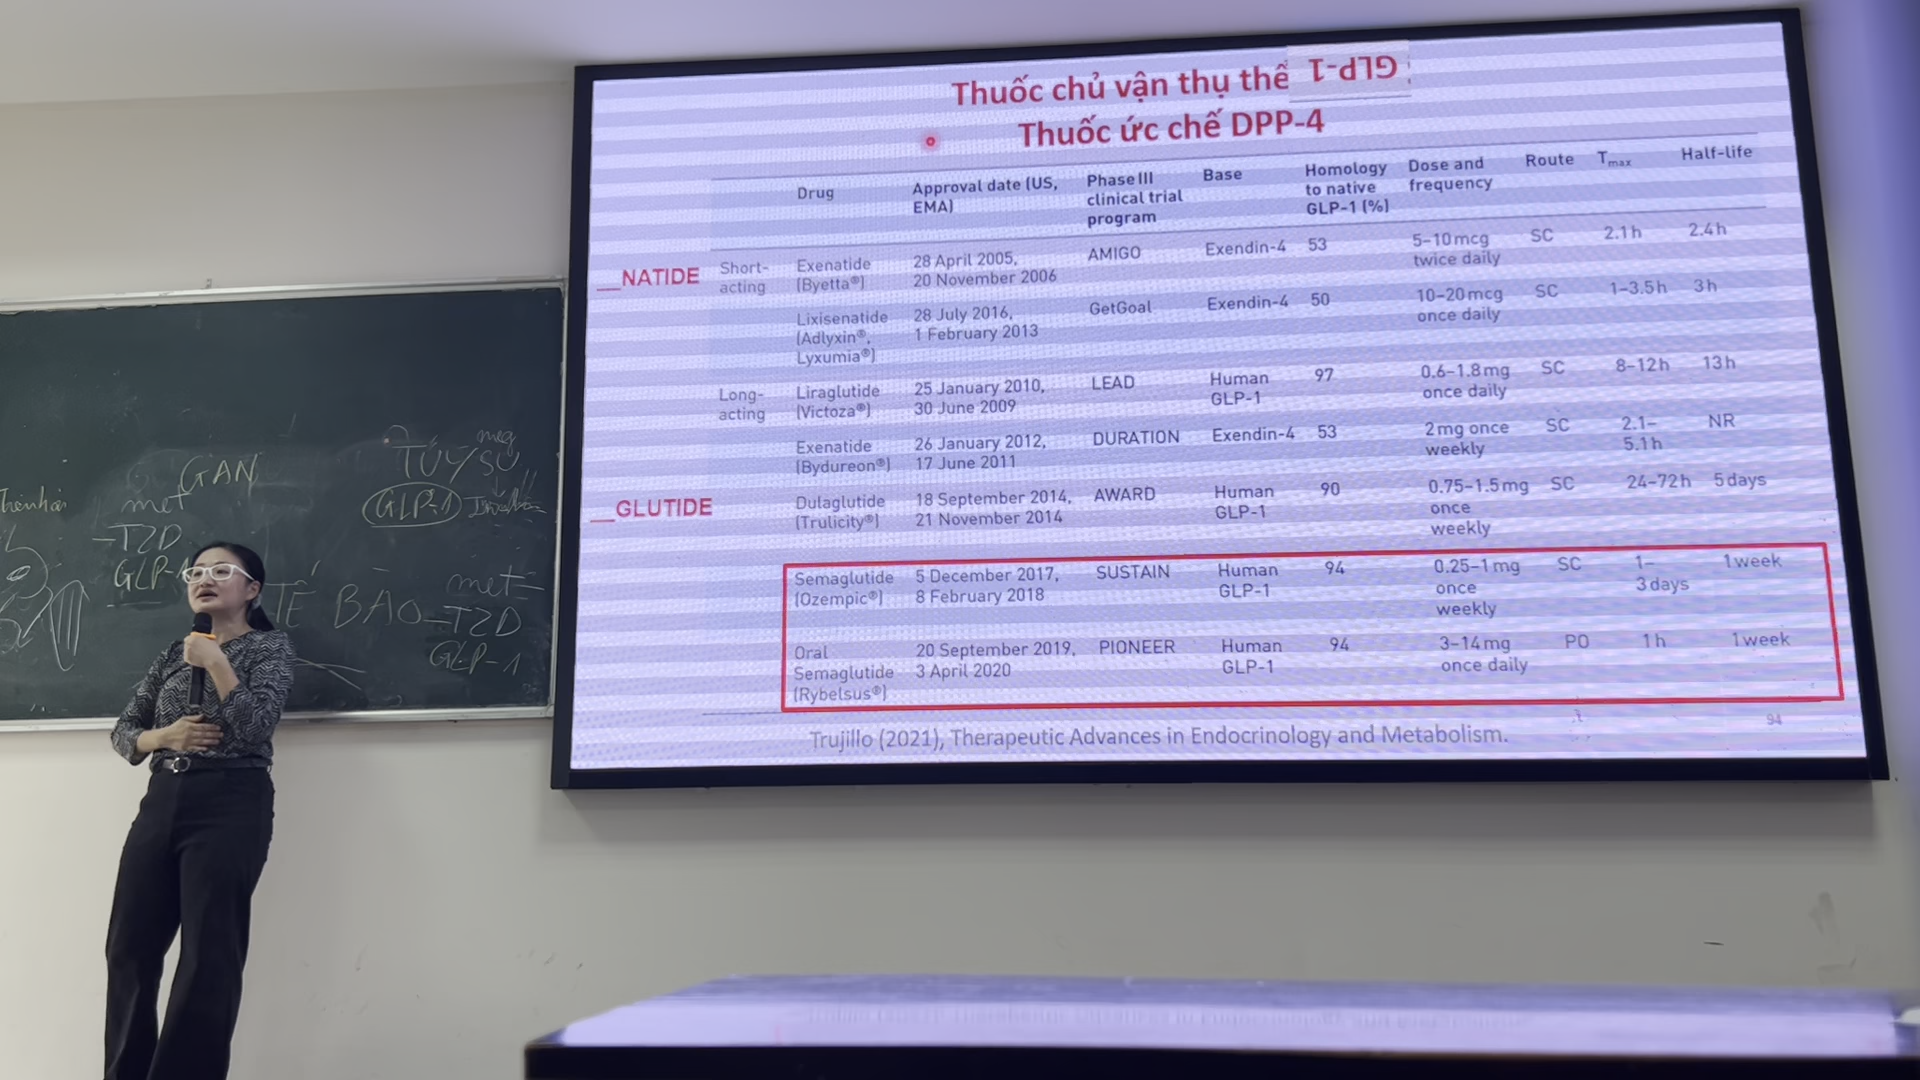 Thuốc chủ vận thụ thể GLP-1
Thuốc ức chế DPP-4
Drug Approval date (US, EMA) Phase III clinical trial program Base Homology to native GLP-1 (%) Dose and frequency Route Tmax Half-life
__NATIDE Short-acting Exenatide (Byetta®) 28 April 2005, 20 November 2006 AMIGO Exendin-4 53 5–10 mcg twice daily SC 2.1 h 2.4 h
Lixisenatide (Adlyxin®, Lyxumia®) 28 July 2016, 1 February 2013 GetGoal Exendin-4 50 10–20 mcg once daily SC 1–3.5 h 3 h
Long-acting Liraglutide (Victoza®) 25 January 2010, 30 June 2009 LEAD Human GLP-1 97 0.6–1.8 mg once daily SC 8–12 h 13 h
Exenatide (Bydureon®) 26 January 2012, 17 June 2011 DURATION Exendin-4 53 2 mg once weekly SC 2.1–5.1 h NR
__GLUTIDE Dulaglutide (Trulicity®) 18 September 2014, 21 November 2014 AWARD Human GLP-1 90 0.75–1.5 mg once weekly SC 24–72 h 5 days
Semaglutide (Ozempic®) 5 December 2017, 8 February 2018 SUSTAIN Human GLP-1 94 0.25–1 mg once weekly SC 1–3 days 1 week
Oral Semaglutide (Rybelsus®) 20 September 2019, 3 April 2020 PIONEER Human GLP-1 94 3–14 mg once daily PO 1 h 1 week
Trujillo (2021), Therapeutic Advances in Endocrinology and Metabolism.
94
GAN
met
-TZD
GLP-1
TỤY
GLP-1
TẾ BÀO
met
-TZD
GLP-1